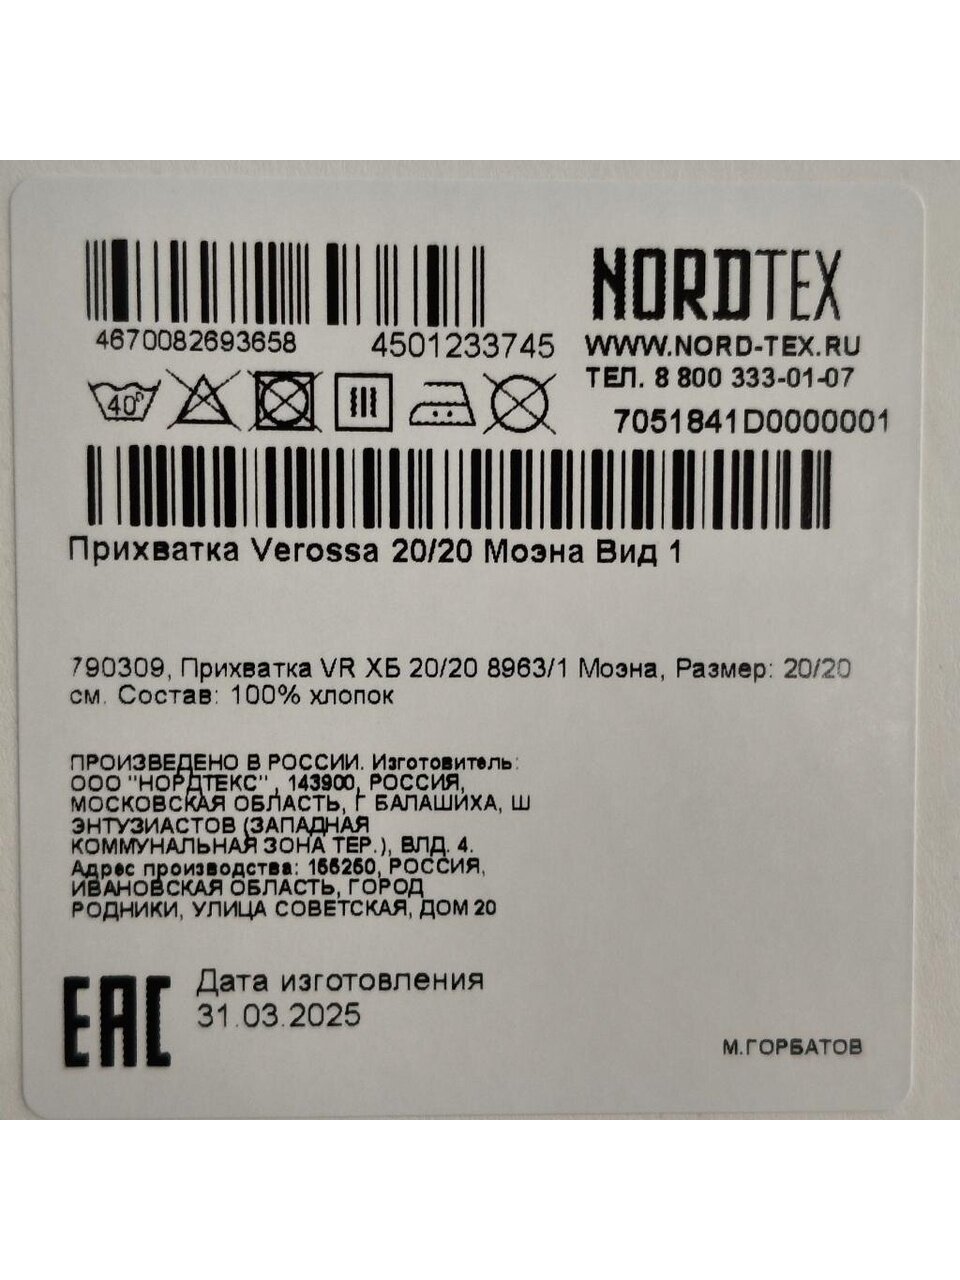 NORDTEX
4670082693658 4501233745 WWW.NORD-TEX.RU
ТЕЛ. 8 800 333-01-07
40°
7051841D0000001
Прихватка Verossa 20/20 Моэна Вид 1
790309, Прихватка VR ХБ 20/20 8963/1 Моэна, Размер: 20/20
см. Состав: 100% хлопок
ПРОИЗВЕДЕНО В РОССИИ. Изготовитель:
ООО "НОРДТЕКС" , 143900, РОССИЯ,
МОСКОВСКАЯ ОБЛАСТЬ, Г БАЛАШИХА, Ш
ЭНТУЗИАСТОВ (ЗАПАДНАЯ
КОММУНАЛЬНАЯ ЗОНА ТЕР.), ВЛД. 4.
Адрес производства: 155250, РОССИЯ,
ИВАНОВСКАЯ ОБЛАСТЬ, ГОРОД
РОДНИКИ, УЛИЦА СОВЕТСКАЯ, ДОМ 20
EAC
Дата изготовления
31.03.2025
М.ГОРБАТОВ